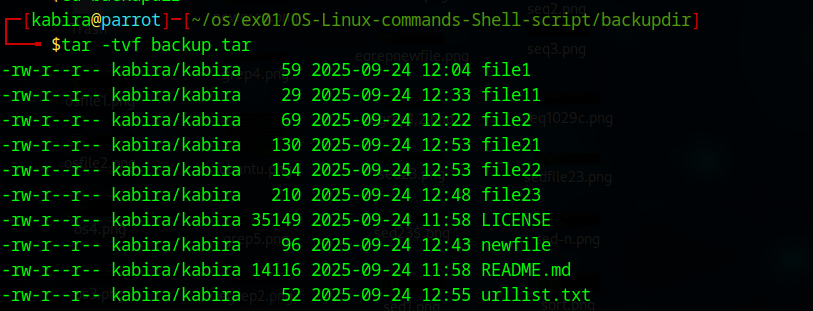 ┌─[kabira@parrot]─[~/os/ex01/OS-Linux-commands-Shell-script/backupdir]
└──╼ $tar -tvf backup.tar
-rw-r--r-- kabira/kabira    59 2025-09-24 12:04 file1
-rw-r--r-- kabira/kabira    29 2025-09-24 12:33 file11
-rw-r--r-- kabira/kabira    69 2025-09-24 12:22 file2
-rw-r--r-- kabira/kabira   130 2025-09-24 12:53 file21
-rw-r--r-- kabira/kabira   154 2025-09-24 12:53 file22
-rw-r--r-- kabira/kabira   210 2025-09-24 12:48 file23
-rw-r--r-- kabira/kabira 35149 2025-09-24 11:58 LICENSE
-rw-r--r-- kabira/kabira    96 2025-09-24 12:43 newfile
-rw-r--r-- kabira/kabira 14116 2025-09-24 11:58 README.md
-rw-r--r-- kabira/kabira    52 2025-09-24 12:55 urllist.txt